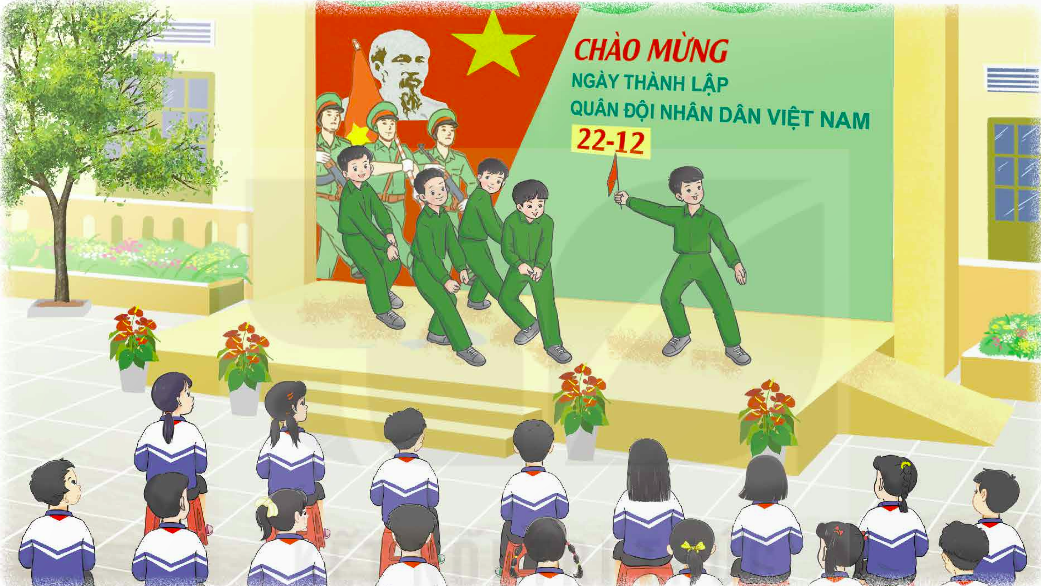 CHÀO MỪNG
NGÀY THÀNH LẬP
QUÂN ĐỘI NHÂN DÂN VIỆT NAM
22-12